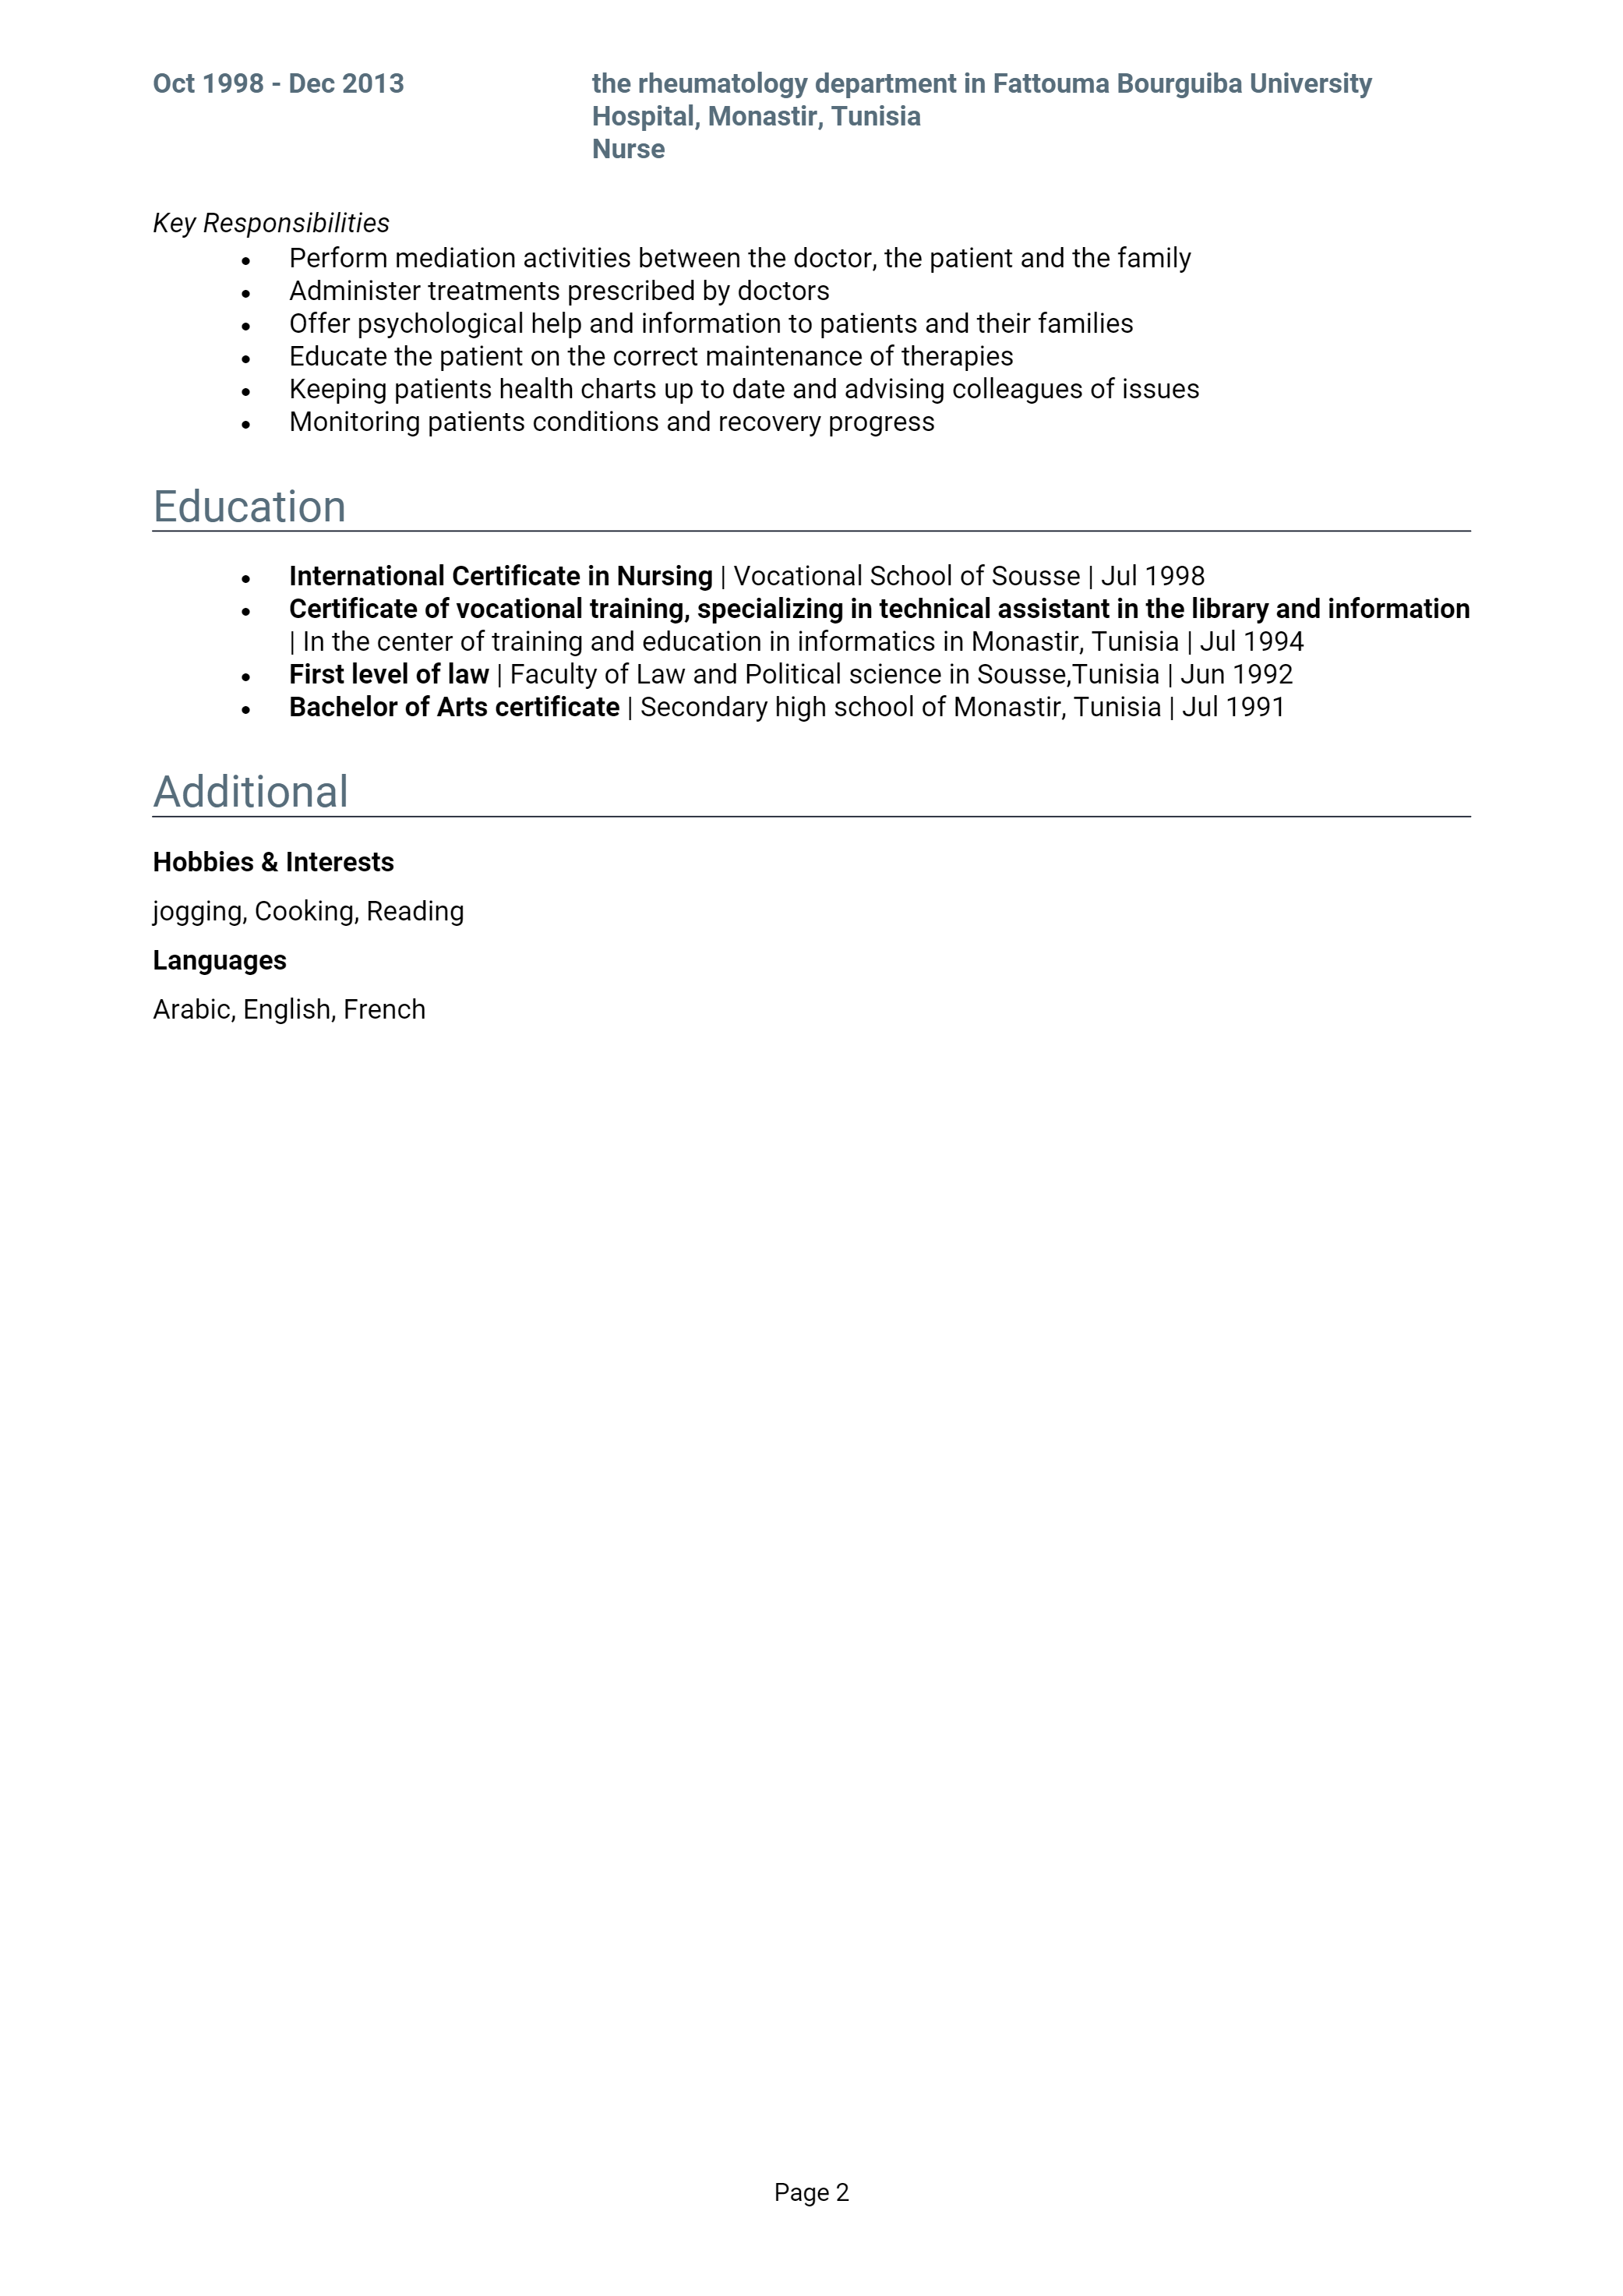 Oct 1998 - Dec 2013
the rheumatology department in Fattouma Bourguiba University
Hospital, Monastir, Tunisia
Nurse
Key Responsibilities
• Perform mediation activities between the doctor, the patient and the family
• Administer treatments prescribed by doctors
• Offer psychological help and information to patients and their families
• Educate the patient on the correct maintenance of therapies
• Keeping patients health charts up to date and advising colleagues of issues
• Monitoring patients conditions and recovery progress
Education
• International Certificate in Nursing | Vocational School of Sousse | Jul 1998
• Certificate of vocational training, specializing in technical assistant in the library and information
| In the center of training and education in informatics in Monastir, Tunisia | Jul 1994
• First level of law | Faculty of Law and Political science in Sousse,Tunisia | Jun 1992
• Bachelor of Arts certificate | Secondary high school of Monastir, Tunisia | Jul 1991
Additional
Hobbies & Interests
jogging, Cooking, Reading
Languages
Arabic, English, French
Page 2